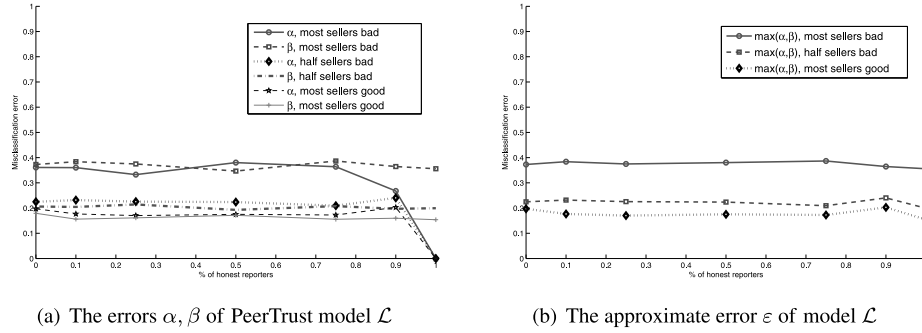 1
0.9
0.8
0.7
0.6
0.5
0.4
0.3
0.2
0.1
0
Misclassification error
α, most sellers bad
β, most sellers bad
α, half sellers bad
β, half sellers bad
α, most sellers good
β, most sellers good
0 0.1 0.2 0.3 0.4 0.5 0.6 0.7 0.8 0.9 1
% of honest reporters
(a) The errors α, β of PeerTrust model ℒ
1
0.9
0.8
0.7
0.6
0.5
0.4
0.3
0.2
0.1
0
Misclassification error
max(α,β), most sellers bad
max(α,β), half sellers bad
max(α,β), most sellers good
0 0.1 0.2 0.3 0.4 0.5 0.6 0.7 0.8 0.9
% of honest reporters
(b) The approximate error ε of model ℒ